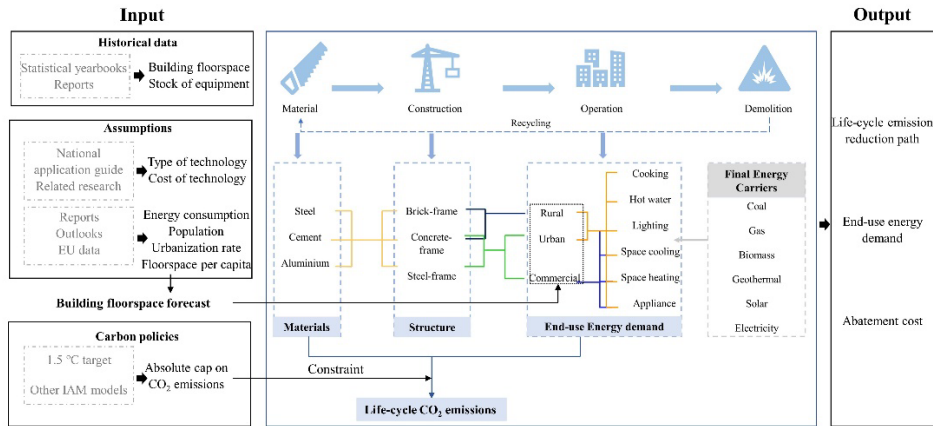 Input
Output
Historical data
Statistical yearbooks
Reports
Building floorspace
Stock of equipment
Assumptions
National
application guide
Related research
Type of technology
Cost of technology
Reports
Outlooks
EU data
Energy consumption
Population
Urbanization rate
Floorspace per capita
Building floorspace forecast
Carbon policies
1.5 °C target
Other IAM models
Absolute cap on
CO₂ emissions
Material
Construction
Operation
Demolition
Recycling
Steel
Cement
Aluminium
Materials
Brick-frame
Concrete-
frame
Steel-frame
Structure
Rural
Urban
Commercial
Cooking
Hot water
Lighting
Space cooling
Space heating
Appliance
End-use Energy demand
Final Energy
Carriers
Coal
Gas
Biomass
Geothermal
Solar
Electricity
Constraint
Life-cycle CO₂ emissions
Life-cycle emission
reduction path
End-use energy
demand
Abatement cost